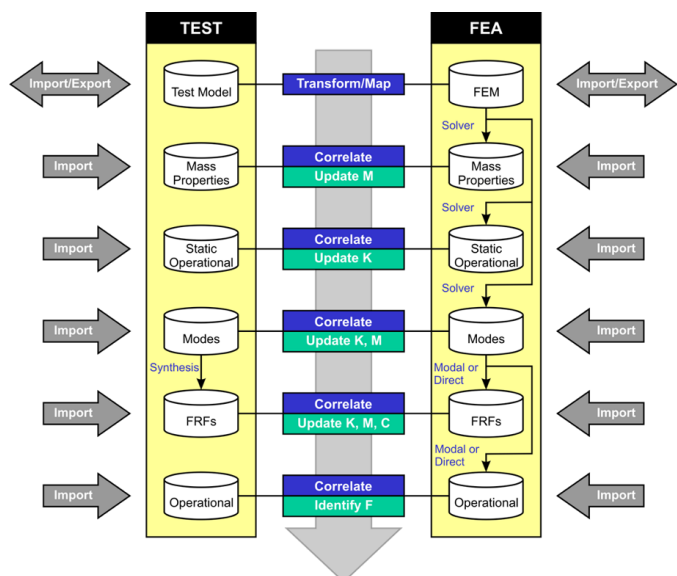 TEST
FEA
Import/Export
Test Model
Transform/Map
FEM
Import/Export
Solver
Import
Mass
Properties
Correlate
Update M
Mass
Properties
Import
Solver
Import
Static
Operational
Correlate
Update K
Static
Operational
Import
Solver
Import
Modes
Correlate
Update K, M
Modes
Import
Synthesis
Modal or
Direct
Import
FRFs
Correlate
Update K, M, C
FRFs
Import
Modal or
Direct
Import
Operational
Correlate
Identify F
Operational
Import